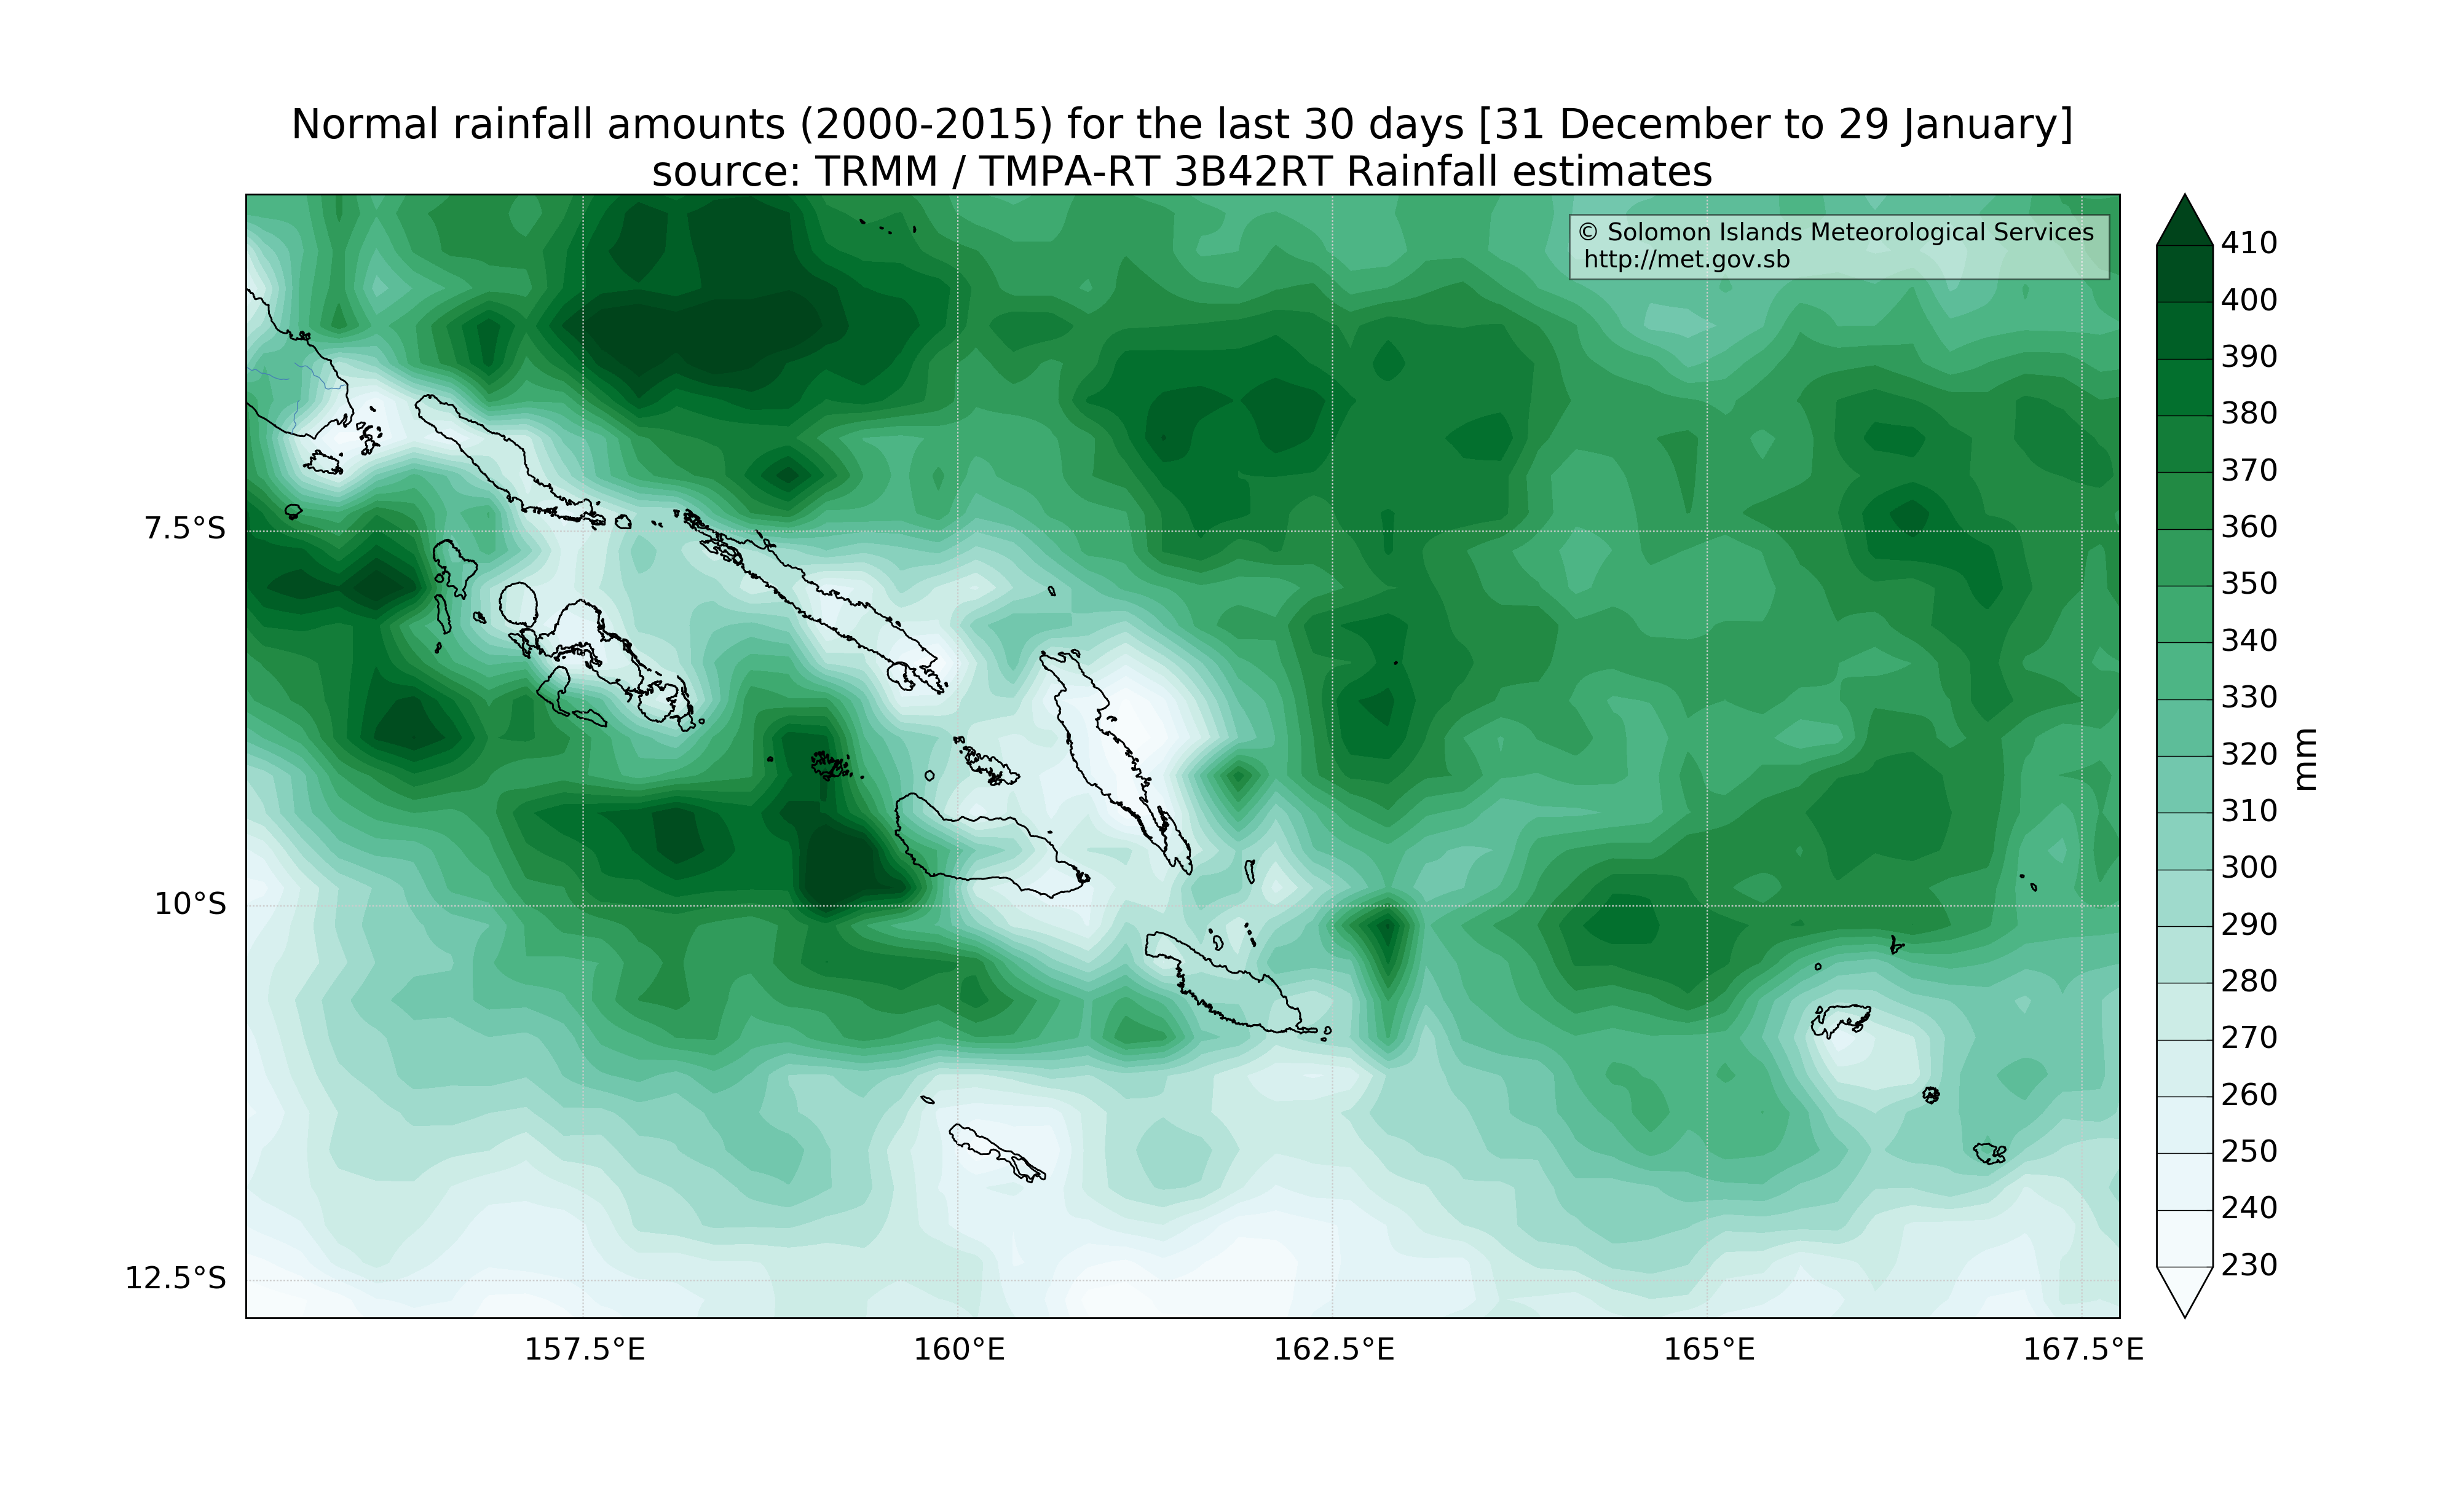 Normal rainfall amounts (2000-2015) for the last 30 days [31 December to 29 January]
source: TRMM / TMPA-RT 3B42RT Rainfall estimates
© Solomon Islands Meteorological Services
http://met.gov.sb
7.5°S
10°S
12.5°S
157.5°E
160°E
162.5°E
165°E
167.5°E
410
400
390
380
370
360
350
340
330
320
310
300
290
280
270
260
250
240
230
mm